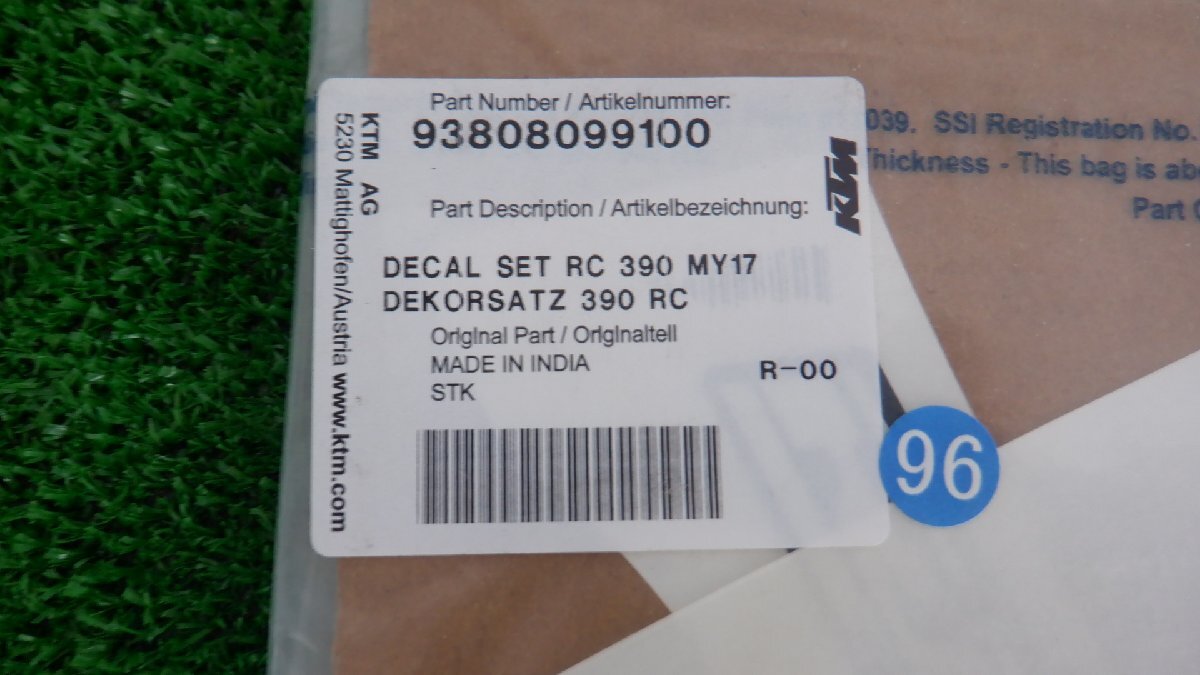 Part Number / Artikelnummer:
93808099100
KTM
Part Description / Artikelbezeichnung:
DECAL SET RC 390 MY17
DEKORSATZ 390 RC
Original Part / Originalteil
MADE IN INDIA
R-00
STK
KTM AG
5230 Mattighofen/Austria www.ktm.com
039. SSI Registration No.
Thickness - This bag is
Part
96